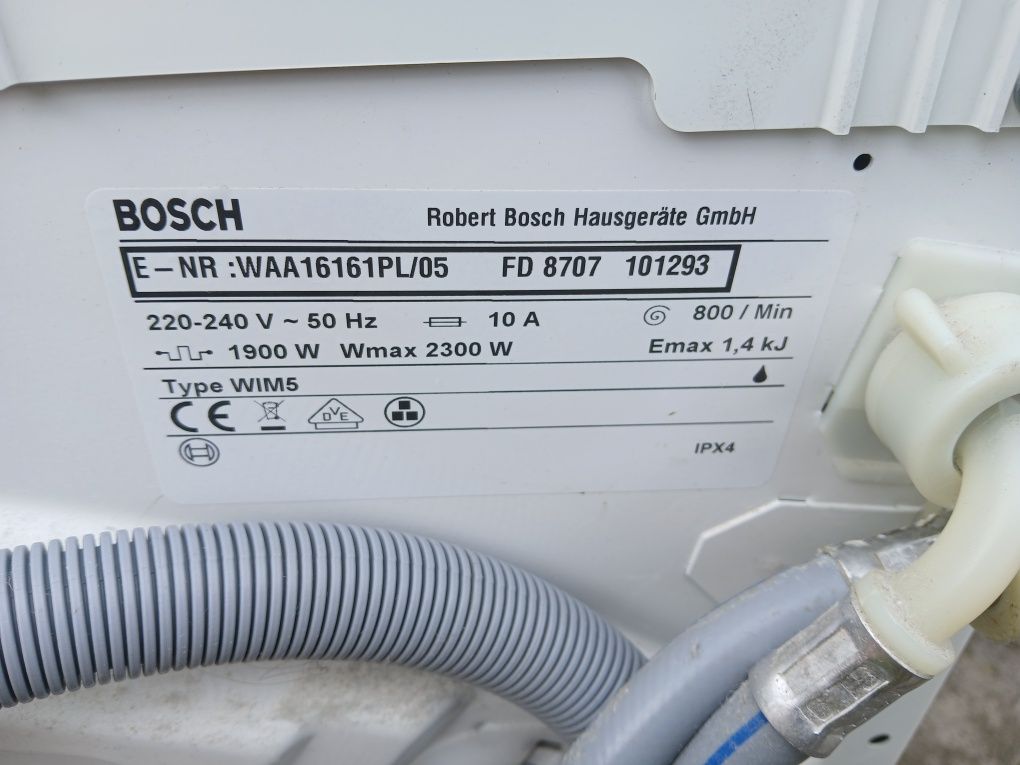 BOSCH Robert Bosch Hausgeräte GmbH
E-NR :WAA16161PL/05 FD 8707 101293
220-240 V ~ 50 Hz 10 A 800 / Min
1900 W Wmax 2300 W Emax 1,4 kJ
Type WIM5
CE DVE
IPX4